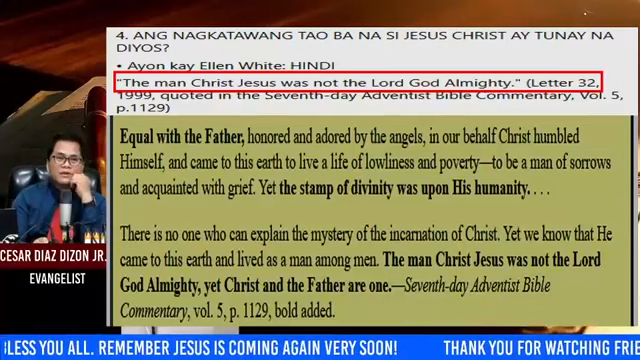 4. ANG NAGKATAWANG TAO BA NA SI JESUS CHRIST AY TUNAY NA
DIYOS?
• Ayon kay Ellen White: HINDI
"The man Christ Jesus was not the Lord God Almighty." (Letter 32,
1999, quoted in the Seventh-day Adventist Bible Commentary, Vol. 5,
p.1129)
Equal with the Father, honored and adored by the angels, in our behalf Christ humbled
Himself, and came to this earth to live a life of lowliness and poverty—to be a man of sorrows
and acquainted with grief. Yet the stamp of divinity was upon His humanity. . . .
There is no one who can explain the mystery of the incarnation of Christ. Yet we know that He
came to this earth and lived as a man among men. The man Christ Jesus was not the Lord
God Almighty, yet Christ and the Father are one.—Seventh-day Adventist Bible
Commentary, vol. 5, p. 1129, bold added.
CESAR DIAZ DIZON JR.
EVANGELIST
LESS YOU ALL. REMEMBER JESUS IS COMING AGAIN VERY SOON! THANK YOU FOR WATCHING FRIE